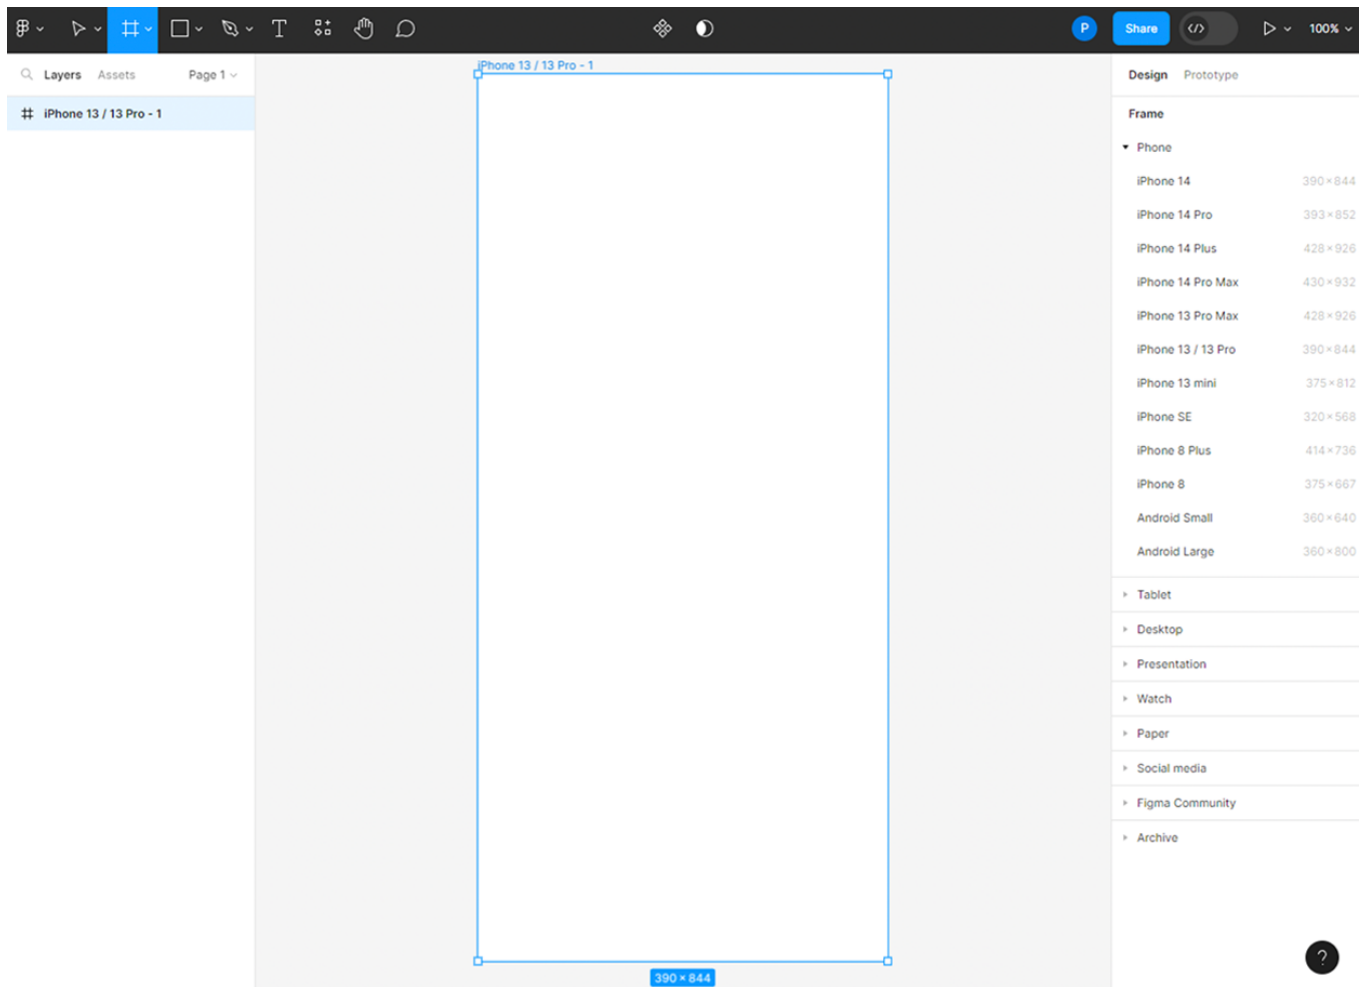 T
P
Share
</>
100%
Layers Assets Page 1
iPhone 13 / 13 Pro - 1
iPhone 13 / 13 Pro - 1
390 × 844
Design Prototype
Frame
Phone
iPhone 14 390×844
iPhone 14 Pro 393×852
iPhone 14 Plus 428×926
iPhone 14 Pro Max 430×932
iPhone 13 Pro Max 428×926
iPhone 13 / 13 Pro 390×844
iPhone 13 mini 375×812
iPhone SE 320×568
iPhone 8 Plus 414×736
iPhone 8 375×667
Android Small 360×640
Android Large 360×800
Tablet
Desktop
Presentation
Watch
Paper
Social media
Figma Community
Archive
?